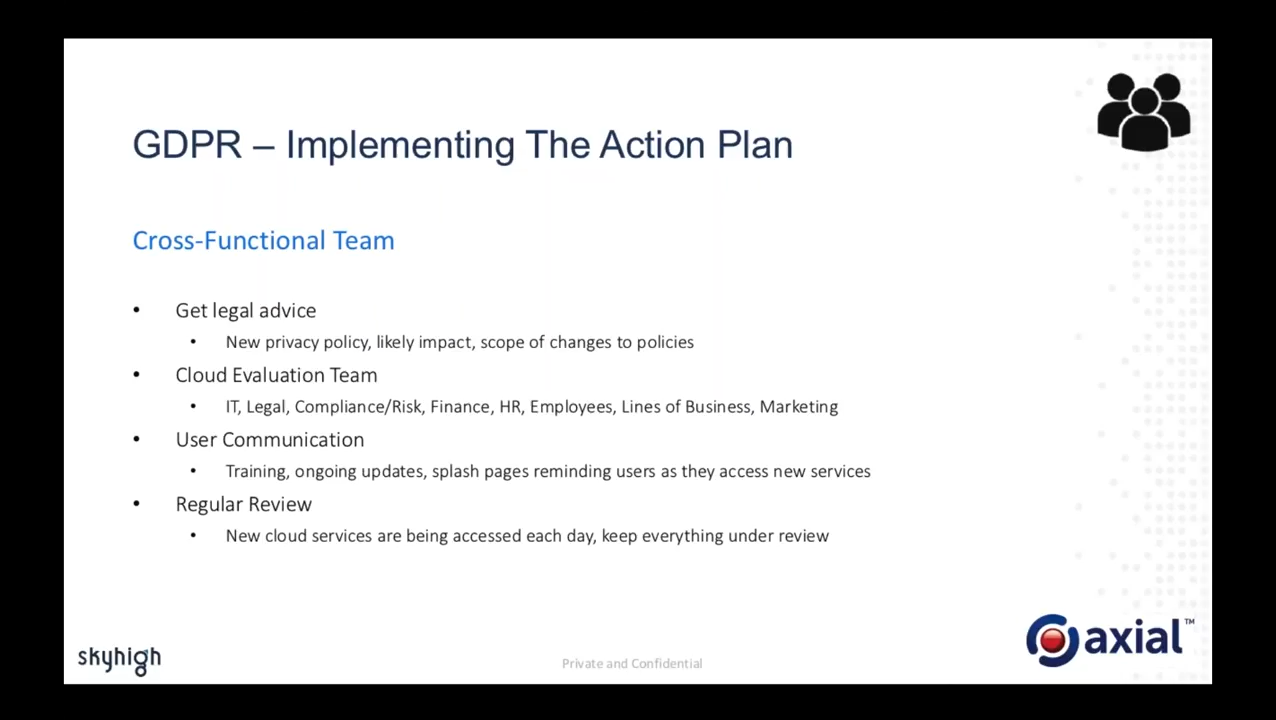 GDPR – Implementing The Action Plan
Cross-Functional Team
• Get legal advice
• New privacy policy, likely impact, scope of changes to policies
• Cloud Evaluation Team
• IT, Legal, Compliance/Risk, Finance, HR, Employees, Lines of Business, Marketing
• User Communication
• Training, ongoing updates, splash pages reminding users as they access new services
• Regular Review
• New cloud services are being accessed each day, keep everything under review
skyhigh
Private and Confidential
axial™